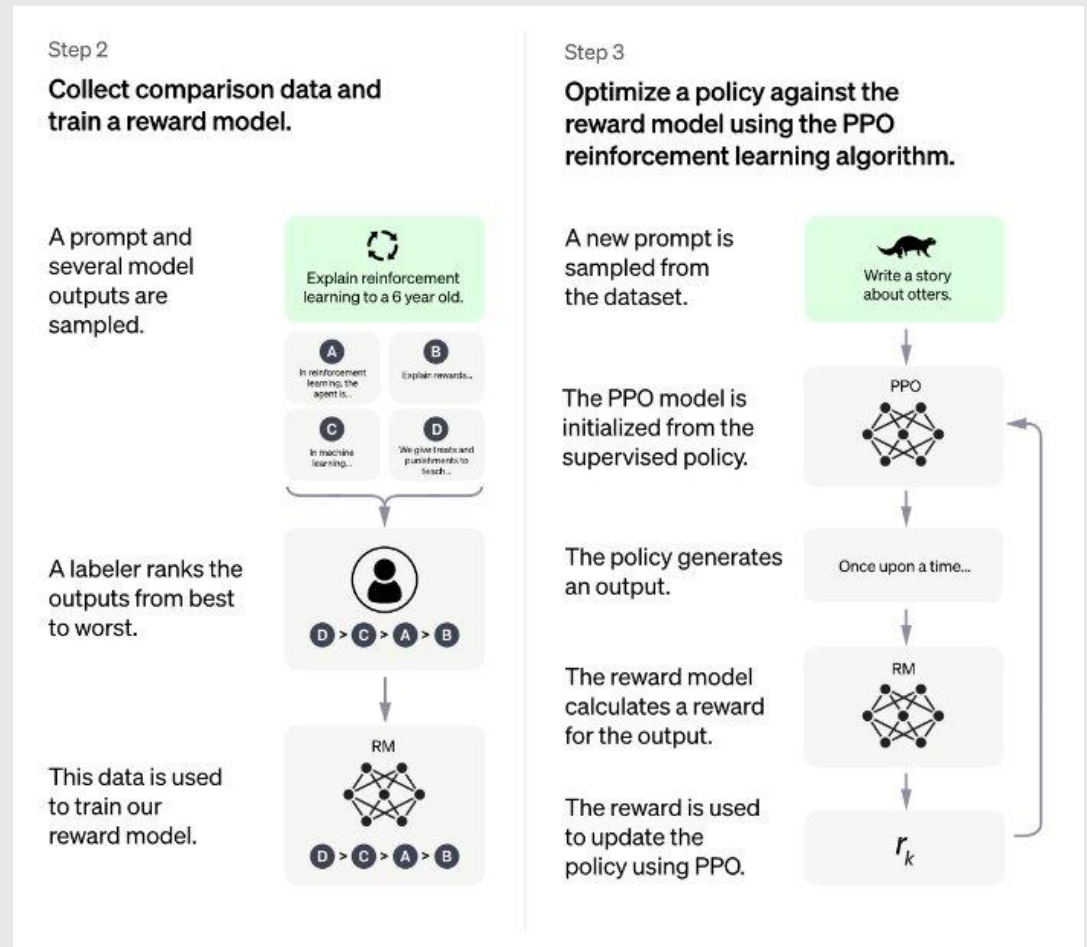 Step 2
Collect comparison data and
train a reward model.
A prompt and
several model
outputs are
sampled.
Explain reinforcement
learning to a 6 year old.
A
In reinforcement
learning, the
agent is...
B
Explain rewards...
C
In machine
learning...
D
We give treats and
punishments to
teach...
A labeler ranks the
outputs from best
to worst.
D > C > A > B
This data is used
to train our
reward model.
RM
D > C > A > B
Step 3
Optimize a policy against the
reward model using the PPO
reinforcement learning algorithm.
A new prompt is
sampled from
the dataset.
Write a story
about otters.
The PPO model is
initialized from the
supervised policy.
PPO
The policy generates
an output.
Once upon a time...
The reward model
calculates a reward
for the output.
RM
The reward is used
to update the
policy using PPO.
rk